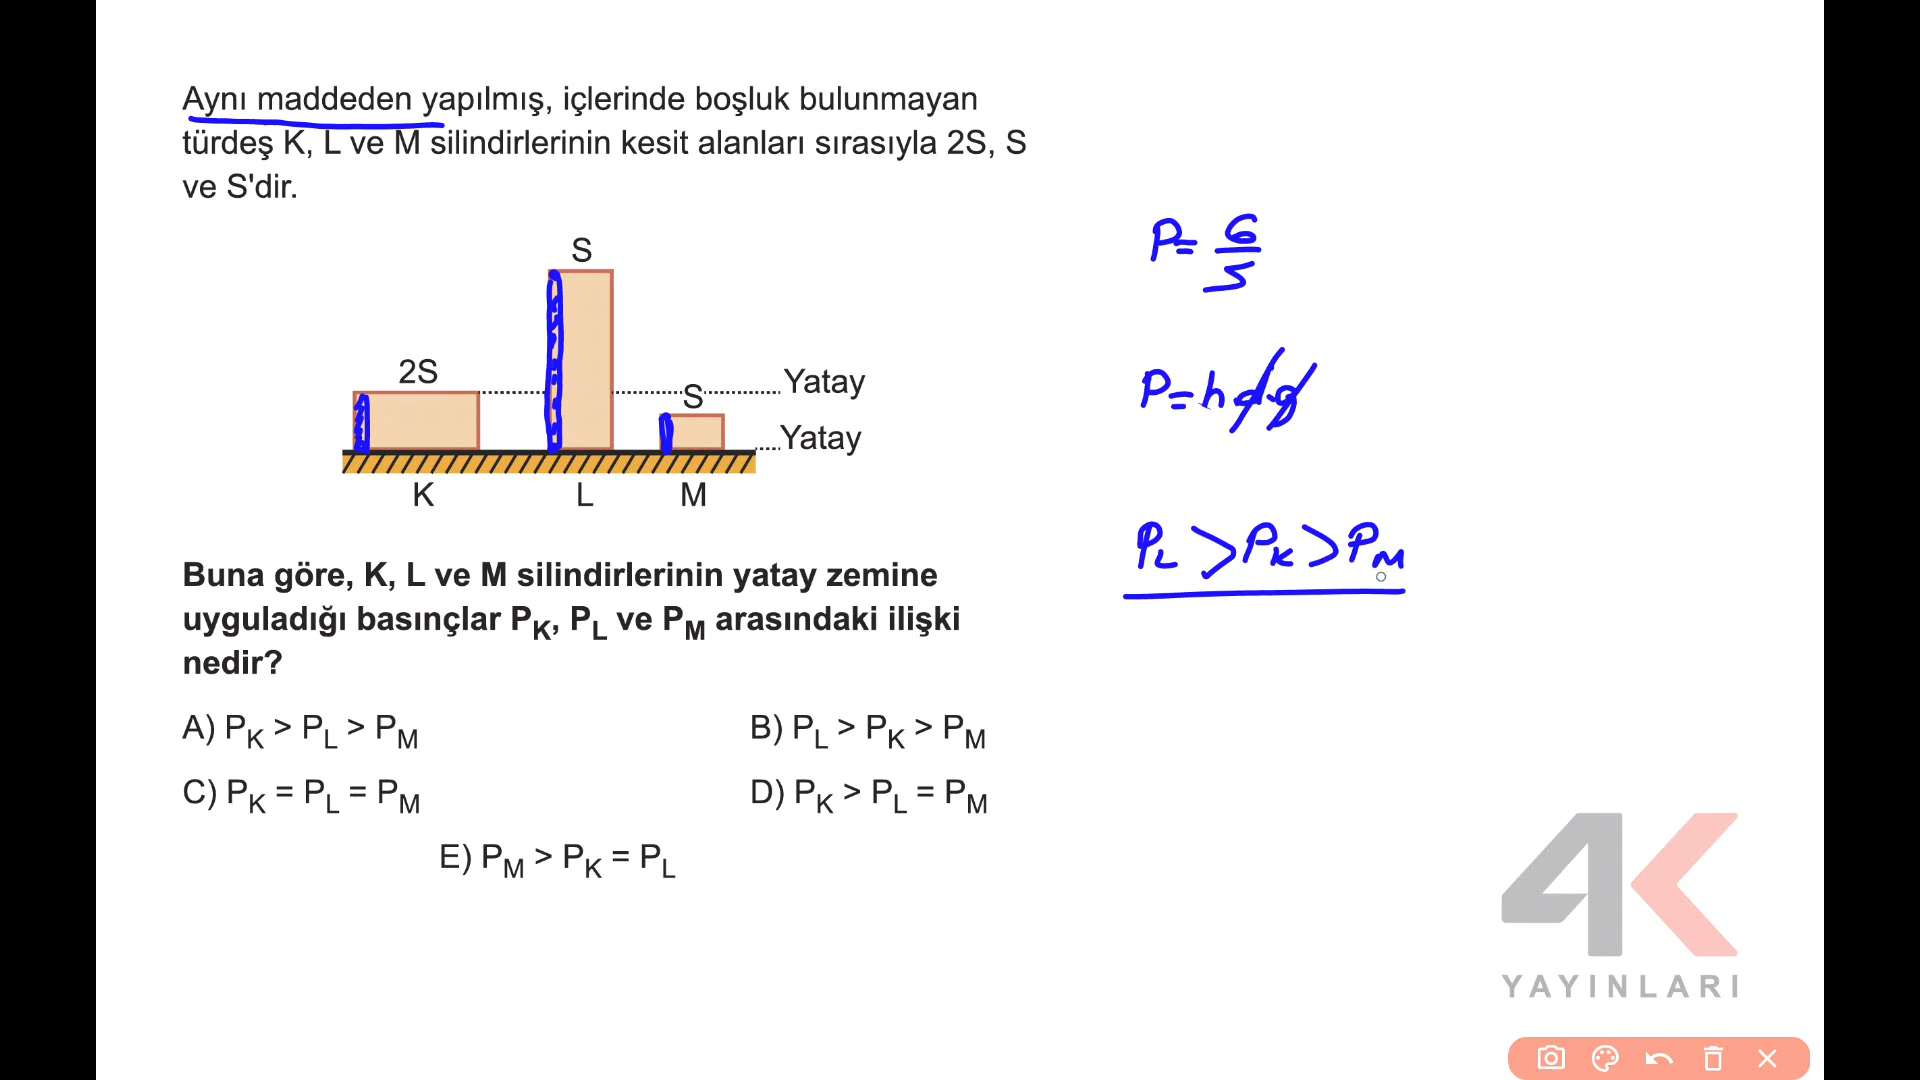 Aynı maddeden yapılmış, içlerinde boşluk bulunmayan
türdeş K, L ve M silindirlerinin kesit alanları sırasıyla 2S, S
ve S'dir.
S
2S
S
Yatay
Yatay
K L M
P = G/S
P = h d.g
PL > PK > PM
Buna göre, K, L ve M silindirlerinin yatay zemine
uyguladığı basınçlar PK, PL ve PM arasındaki ilişki
nedir?
A) PK > PL > PM
B) PL > PK > PM
C) PK = PL = PM
D) PK > PL = PM
E) PM > PK = PL
4K
YAYINLARI